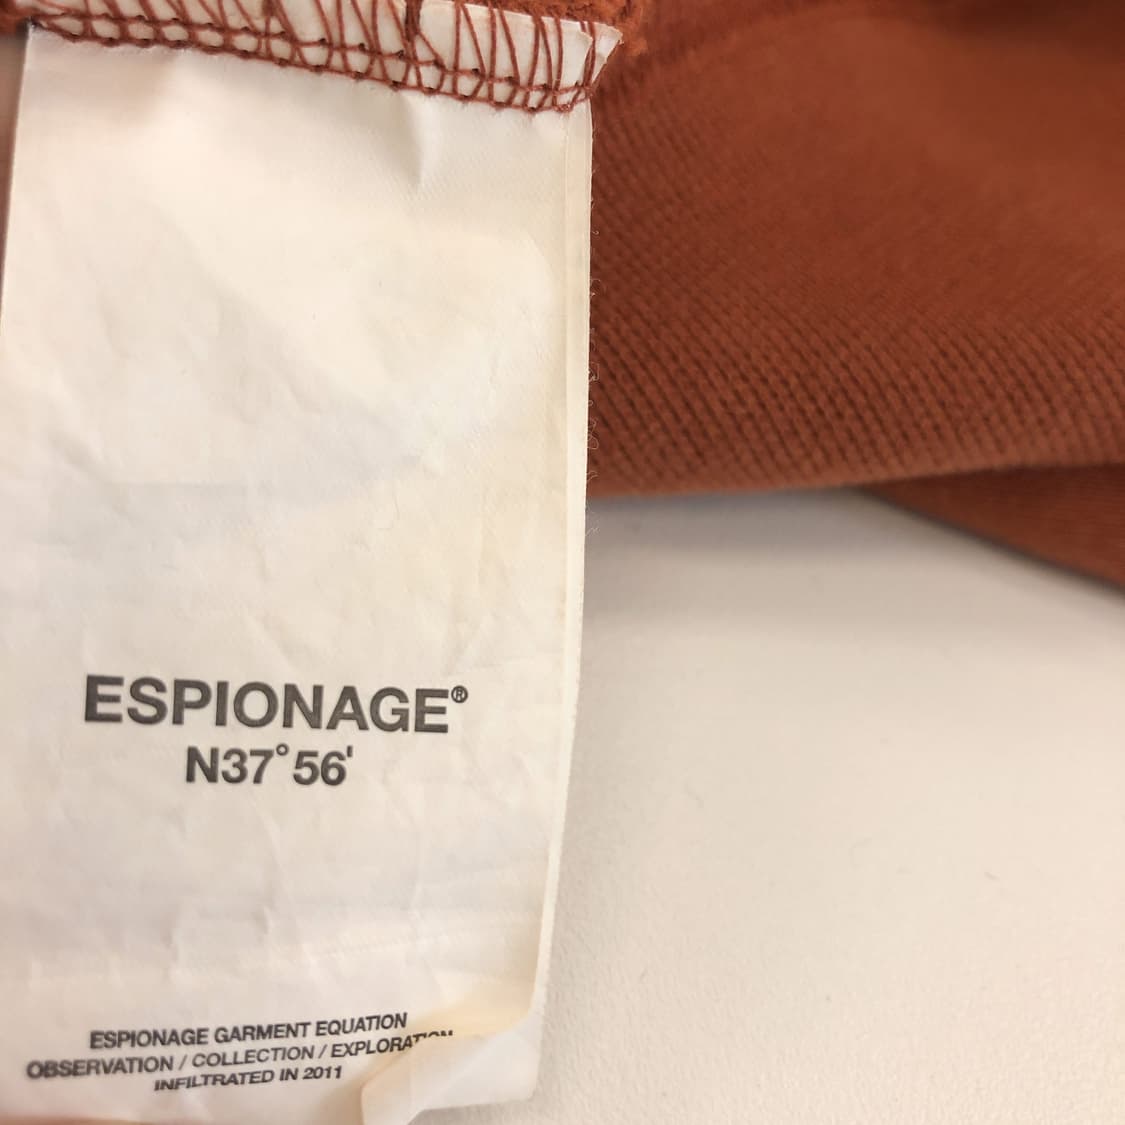 ESPIONAGE®
N37°56'
ESPIONAGE GARMENT EQUATION
OBSERVATION / COLLECTION / EXPLORATION
INFILTRATED IN 2011